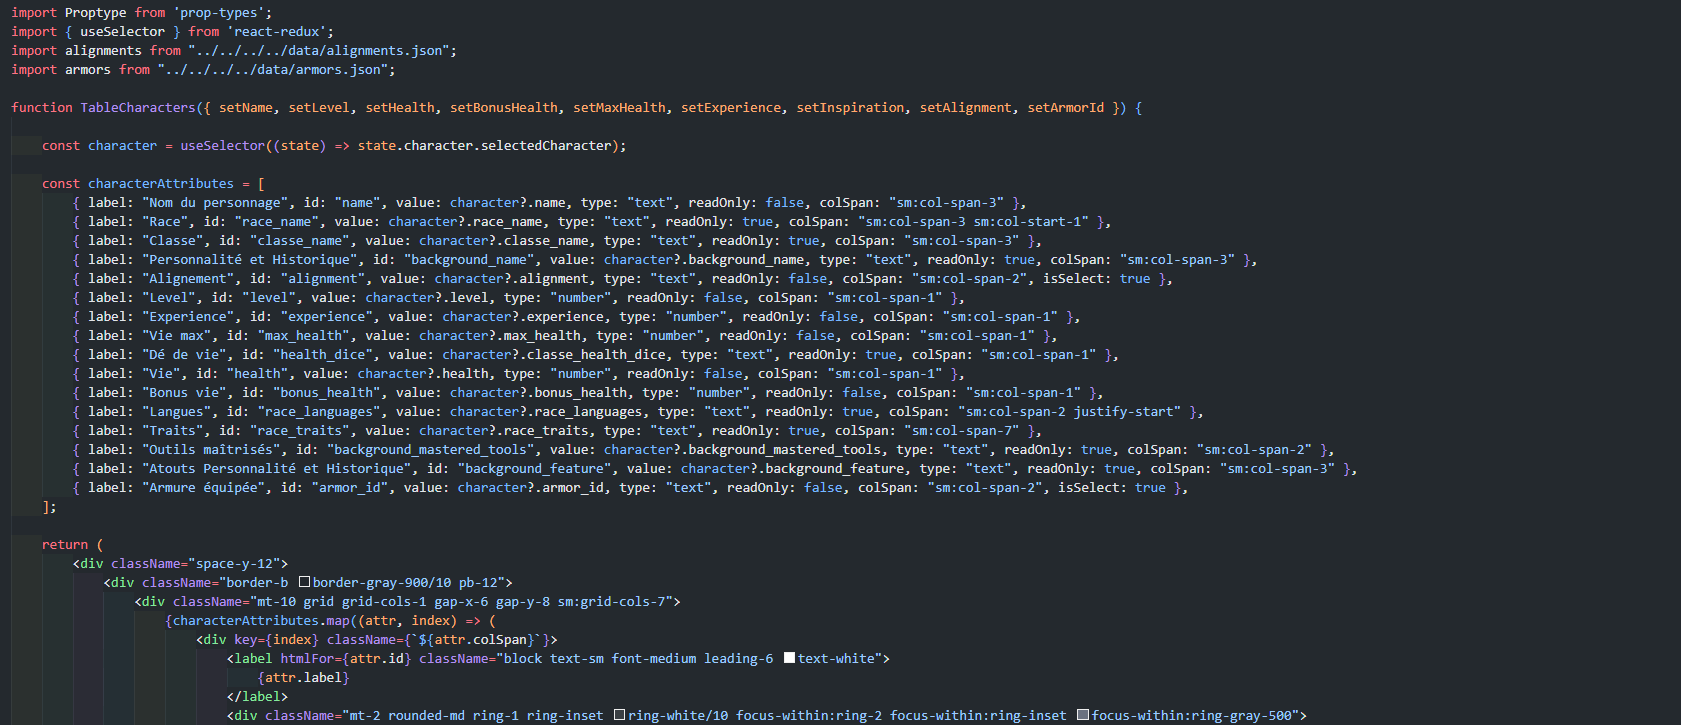 import Proptype from 'prop-types';
import { useSelector } from 'react-redux';
import alignments from "../../../../data/alignments.json";
import armors from "../../../../data/armors.json";
function TableCharacters({ setName, setLevel, setHealth, setBonusHealth, setMaxHealth, setExperience, setInspiration, setAlignment, setArmorId }) {
const character = useSelector((state) => state.character.selectedCharacter);
const characterAttributes = [
{ label: "Nom du personnage", id: "name", value: character?.name, type: "text", readOnly: false, colSpan: "sm:col-span-3" },
{ label: "Race", id: "race_name", value: character?.race_name, type: "text", readOnly: true, colSpan: "sm:col-span-3 sm:col-start-1" },
{ label: "Classe", id: "classe_name", value: character?.classe_name, type: "text", readOnly: true, colSpan: "sm:col-span-3" },
{ label: "Personnalité et Historique", id: "background_name", value: character?.background_name, type: "text", readOnly: true, colSpan: "sm:col-span-3" },
{ label: "Alignement", id: "alignment", value: character?.alignment, type: "text", readOnly: false, colSpan: "sm:col-span-2", isSelect: true },
{ label: "Level", id: "level", value: character?.level, type: "number", readOnly: false, colSpan: "sm:col-span-1" },
{ label: "Experience", id: "experience", value: character?.experience, type: "number", readOnly: false, colSpan: "sm:col-span-1" },
{ label: "Vie max", id: "max_health", value: character?.max_health, type: "number", readOnly: false, colSpan: "sm:col-span-1" },
{ label: "Dé de vie", id: "health_dice", value: character?.classe_health_dice, type: "text", readOnly: true, colSpan: "sm:col-span-1" },
{ label: "Vie", id: "health", value: character?.health, type: "number", readOnly: false, colSpan: "sm:col-span-1" },
{ label: "Bonus vie", id: "bonus_health", value: character?.bonus_health, type: "number", readOnly: false, colSpan: "sm:col-span-1" },
{ label: "Langues", id: "race_languages", value: character?.race_languages, type: "text", readOnly: true, colSpan: "sm:col-span-2 justify-start" },
{ label: "Traits", id: "race_traits", value: character?.race_traits, type: "text", readOnly: true, colSpan: "sm:col-span-7" },
{ label: "Outils maîtrisés", id: "background_mastered_tools", value: character?.background_mastered_tools, type: "text", readOnly: true, colSpan: "sm:col-span-2" },
{ label: "Atouts Personnalité et Historique", id: "background_feature", value: character?.background_feature, type: "text", readOnly: true, colSpan: "sm:col-span-3" },
{ label: "Armure équipée", id: "armor_id", value: character?.armor_id, type: "text", readOnly: false, colSpan: "sm:col-span-2", isSelect: true },
];
return (
<div className="space-y-12">
<div className="border-b border-gray-900/10 pb-12">
<div className="mt-10 grid grid-cols-1 gap-x-6 gap-y-8 sm:grid-cols-7">
{characterAttributes.map((attr, index) => (
<div key={index} className={`${attr.colSpan}`}>
<label htmlFor={attr.id} className="block text-sm font-medium leading-6 text-white">
{attr.label}
</label>
<div className="mt-2 rounded-md ring-1 ring-inset ring-white/10 focus-within:ring-2 focus-within:ring-inset focus-within:ring-gray-500">